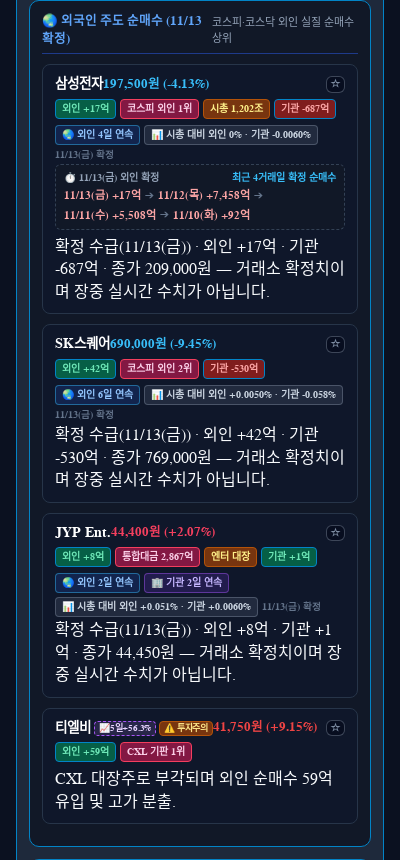 🌏 외국인 주도 순매수 (11/13 확정)
코스피·코스닥 외인 실질 순매수 상위
삼성전자197,500원 (-4.13%) ☆
외인 +17억 코스피 외인 1위 시총 1,202조 기관 -687억
🌏 외인 4일 연속 📊 시총 대비 외인 0% · 기관 -0.0060%
11/13(금) 확정
⏱ 11/13(금) 외인 확정 최근 4거래일 확정 순매수
11/13(금) +17억 → 11/12(목) +7,458억 →
11/11(수) +5,508억 → 11/10(화) +92억
확정 수급(11/13(금)) · 외인 +17억 · 기관
-687억 · 종가 209,000원 — 거래소 확정치이
며 장중 실시간 수치가 아닙니다.
SK스퀘어690,000원 (-9.45%) ☆
외인 +42억 코스피 외인 2위 기관 -530억
🌏 외인 6일 연속 📊 시총 대비 외인 +0.0050% · 기관 -0.058%
11/13(금) 확정
확정 수급(11/13(금)) · 외인 +42억 · 기관
-530억 · 종가 769,000원 — 거래소 확정치이
며 장중 실시간 수치가 아닙니다.
JYP Ent.44,400원 (+2.07%) ☆
외인 +8억 통합대금 2,867억 엔터 대장 기관 +1억
🌏 외인 2일 연속 🏢 기관 2일 연속
📊 시총 대비 외인 +0.051% · 기관 +0.0060% 11/13(금) 확정
확정 수급(11/13(금)) · 외인 +8억 · 기관 +1
억 · 종가 44,450원 — 거래소 확정치이며 장
중 실시간 수치가 아닙니다.
티엘비 📈5일+56.3% ⚠️ 투자주의 41,750원 (+9.15%) ☆
외인 +59억 CXL 기판 1위
CXL 대장주로 부각되며 외인 순매수 59억
유입 및 고가 분출.